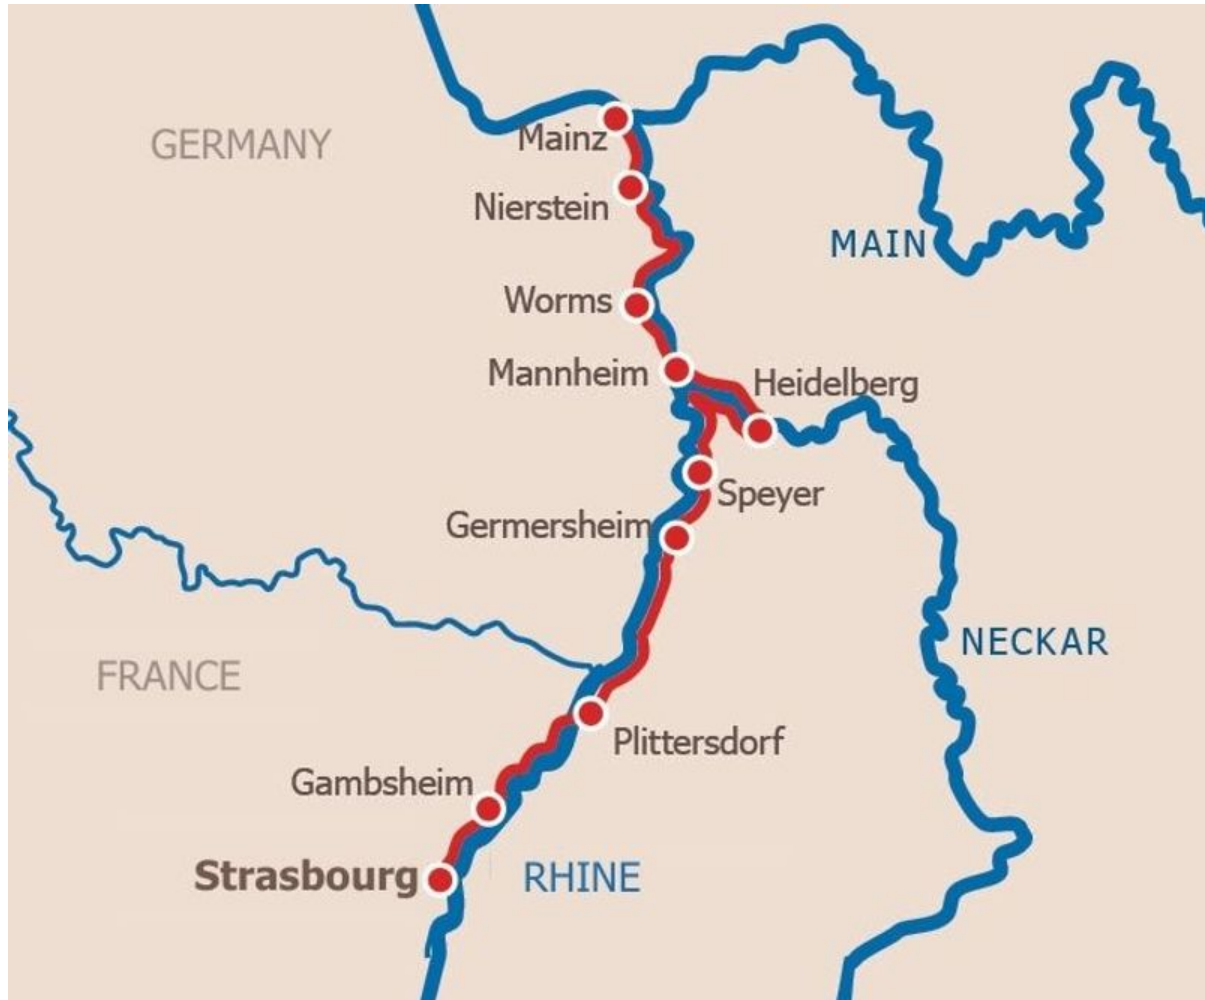 GERMANY
Mainz
Nierstein
MAIN
Worms
Mannheim
Heidelberg
Speyer
Germersheim
NECKAR
FRANCE
Plittersdorf
Gambsheim
Strasbourg
RHINE